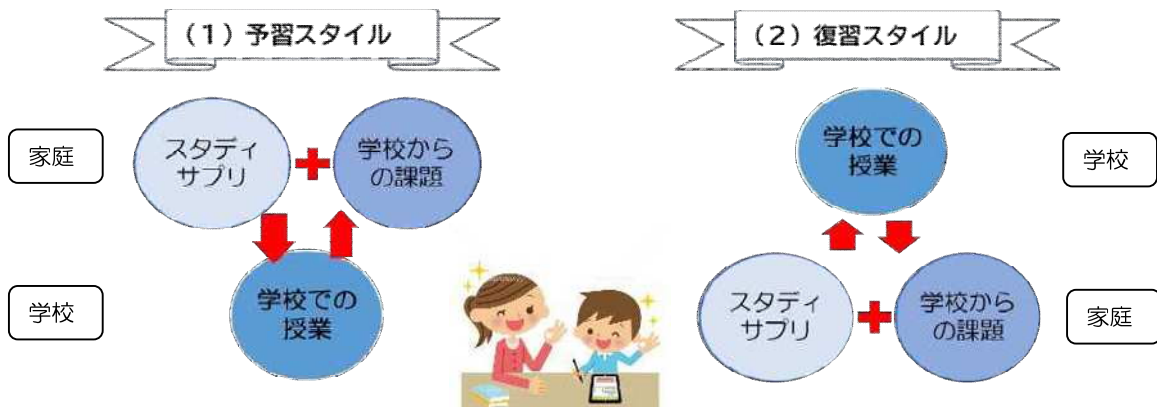 (1)予習スタイル
(2)復習スタイル
家庭
スタディ
サプリ
学校から
の課題
学校での
授業
学校
学校
学校での
授業
スタディ
サプリ
学校から
の課題
家庭